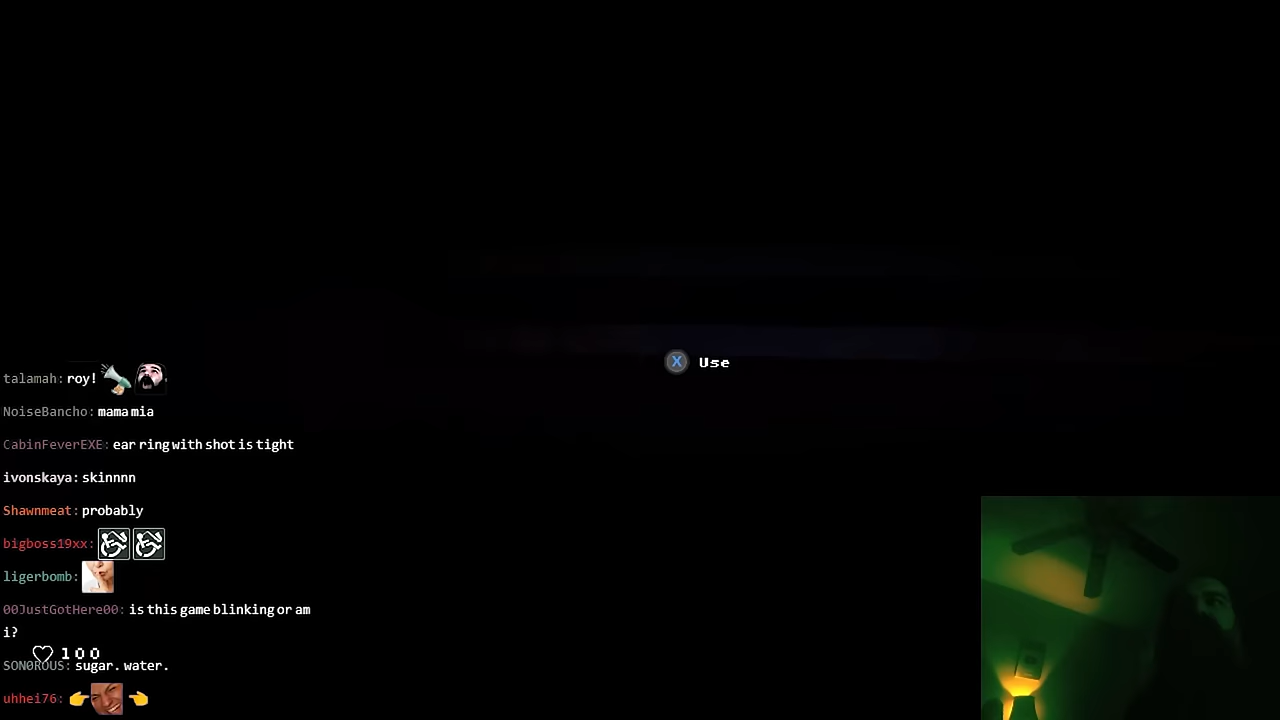 X Use
talamah: roy!
NoiseBancho: mama mia
CabinFeverEXE: ear ring with shot is tight
ivonskaya: skinnnn
Shawnmeat: probably
bigboss19xx:
ligerbomb:
00JustGotHere00: is this game blinking or am
i?
100
SON0ROUS: sugar. water.
uhhei76: